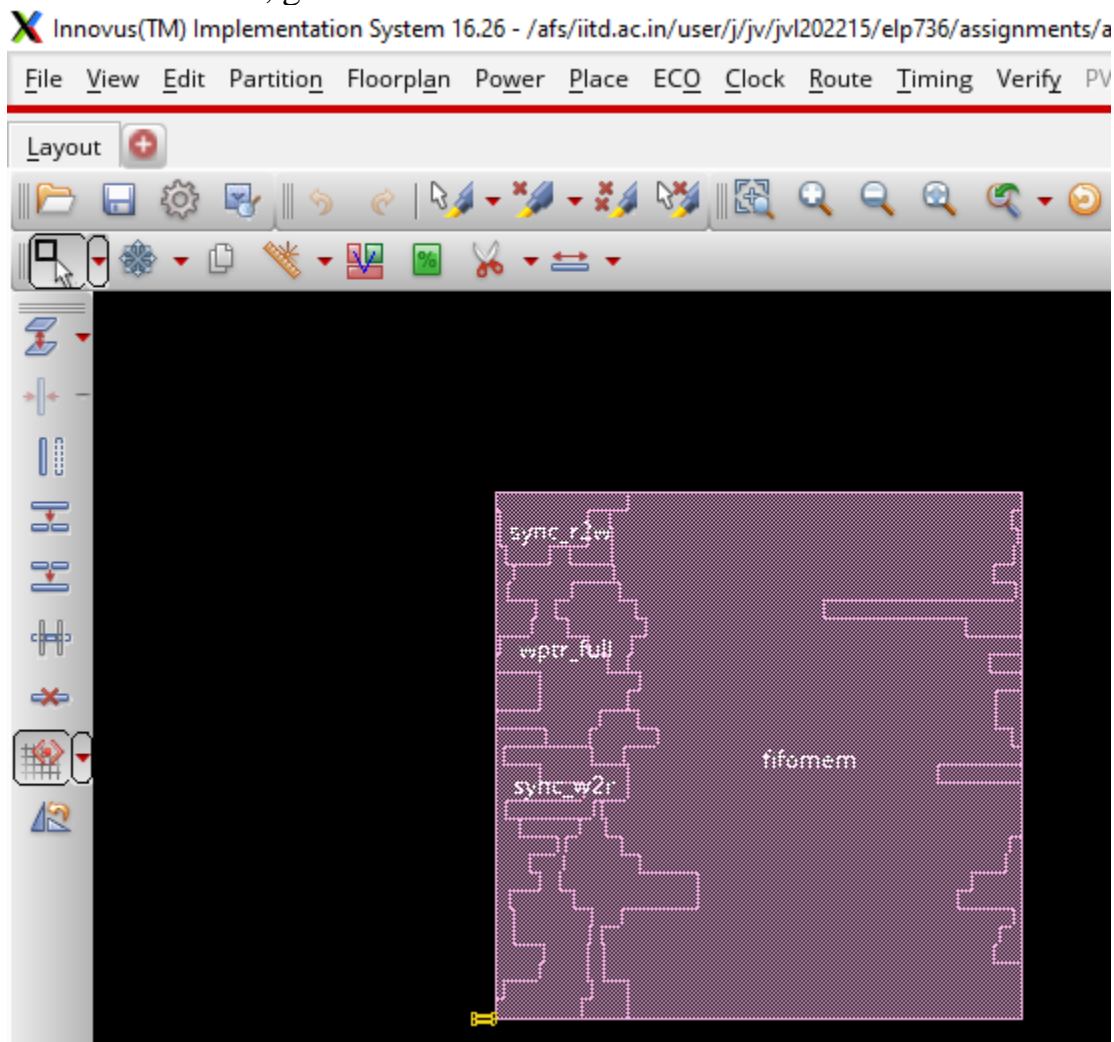 Innovus(TM) Implementation System 16.26 - /afs/iitd.ac.in/user/j/jv/jvl202215/elp736/assignments/a
File View Edit Partition Floorplan Power Place ECO Clock Route Timing Verify PV
Layout
%
sync_r2w
wptr_full
fifomem
sync_w2r